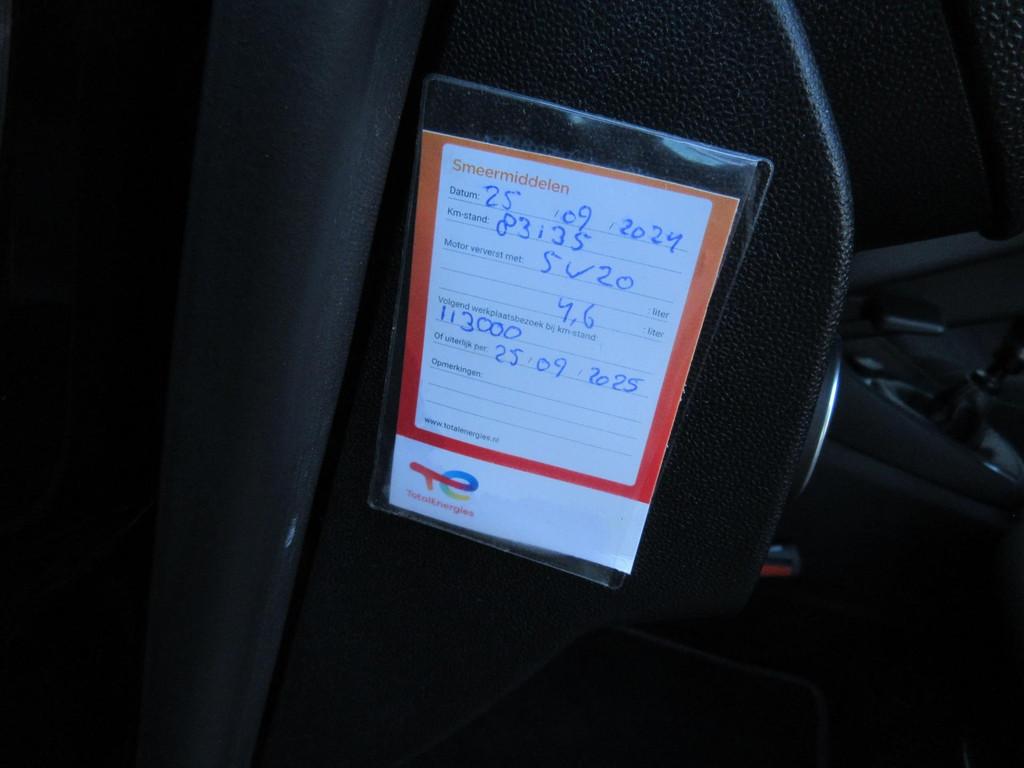 Smeermiddelen
Datum: 25 / 09 / 2024
Km-stand: 83135
Motor ververst met: 5W20 : liter
4,6 : liter
Volgend werkplaatsbezoek bij km-stand:
113000
Of uiterlijk per: 25 / 09 / 2025
Opmerkingen:
www.totalenergies.nl
TotalEnergies